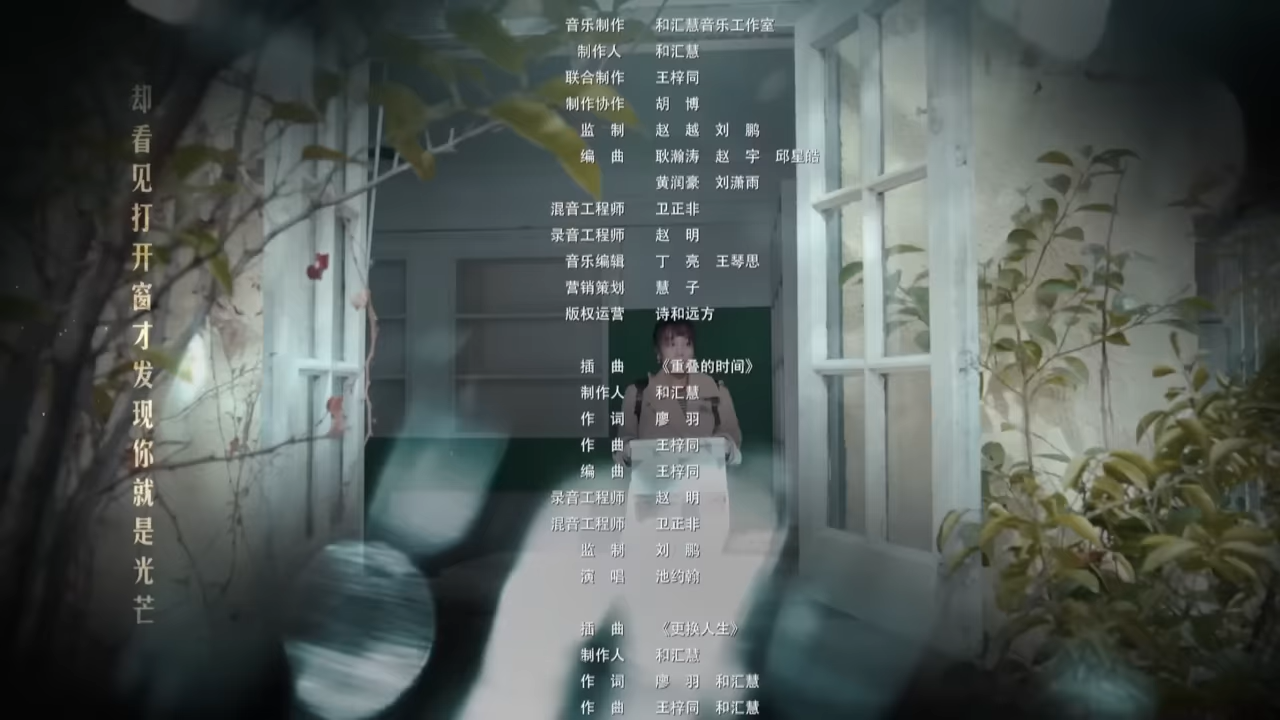 却看见打开窗才发现你就是光芒
音乐制作 和汇慧音乐工作室
制作人 和汇慧
联合制作 王梓同
制作协作 胡 博
监 制 赵 越 刘 鹏
编 曲 耿瀚涛 赵 宇 邱星皓
黄润豪 刘潇雨
混音工程师 卫正非
录音工程师 赵 明
音乐编辑 丁 亮 王琴思
营销策划 慧 子
版权运营 诗和远方
插 曲 《重叠的时间》
制作人 和汇慧
作 词 廖 羽
作 曲 王梓同
编 曲 王梓同
录音工程师 赵 明
混音工程师 卫正非
监 制 刘 鹏
演 唱 池约翰
插 曲 《更换人生》
制作人 和汇慧
作 词 廖 羽 和汇慧
作 曲 王梓同 和汇慧